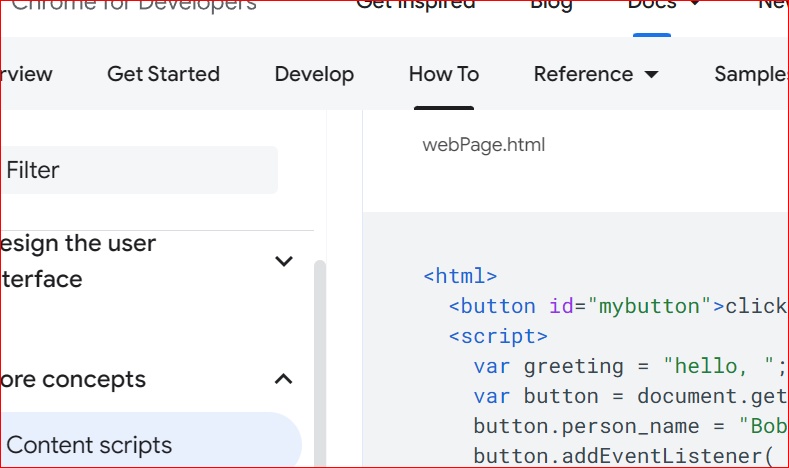 Chrome for Developers Get Inspired Blog Docs New
rview Get Started Develop How To Reference Samples
webPage.html
Filter
esign the user
terface
<html>
<button id="mybutton">click
<script>
var greeting = "hello, ";
var button = document.get
button.person_name = "Bob
button.addEventListener(
ore concepts
Content scripts